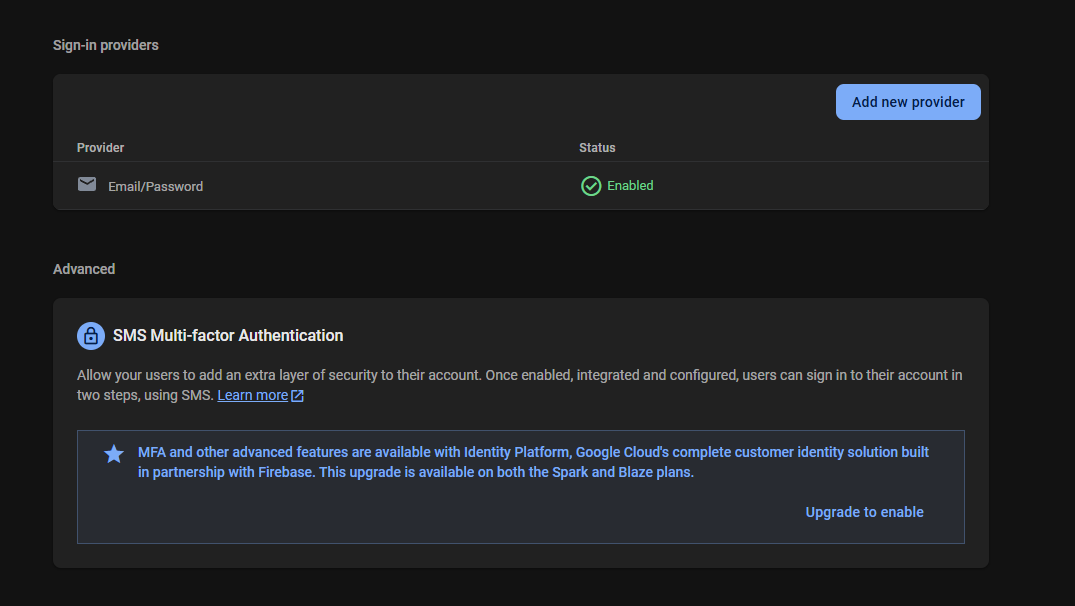 Sign-in providers
Add new provider
Provider
Status
Email/Password
Enabled
Advanced
SMS Multi-factor Authentication
Allow your users to add an extra layer of security to their account. Once enabled, integrated and configured, users can sign in to their account in
two steps, using SMS. Learn more
MFA and other advanced features are available with Identity Platform, Google Cloud's complete customer identity solution built
in partnership with Firebase. This upgrade is available on both the Spark and Blaze plans.
Upgrade to enable